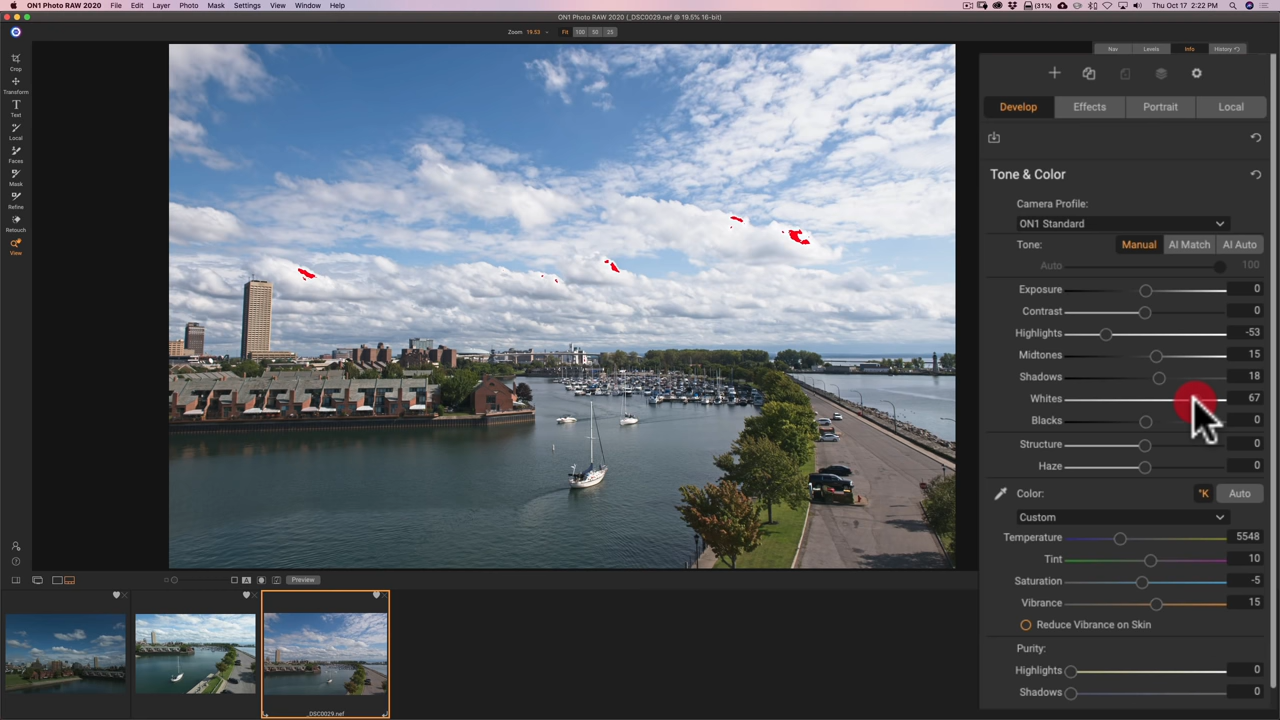 ON1 Photo RAW 2020 File Edit Layer Photo Mask Settings View Window Help (31%) Thu Oct 17 2:22 PM
ON1 Photo RAW 2020 (_DSC0029.nef @ 19.5% 16-bit)
Zoom 19.53 Fit 100 50 25
Nav Levels Info History
Crop
Transform
Text
Local
Faces
Mask
Refine
Retouch
View
Develop Effects Portrait Local
Tone & Color
Camera Profile:
ON1 Standard
Tone: Manual AI Match AI Auto
Auto 100
Exposure 0
Contrast 0
Highlights -53
Midtones 15
Shadows 18
Whites 67
Blacks 0
Structure 0
Haze 0
Color: °K Auto
Custom
Temperature 5548
Tint 10
Saturation -5
Vibrance 15
Reduce Vibrance on Skin
Purity:
Highlights 0
Shadows 0
A Preview
_DSC0029.nef